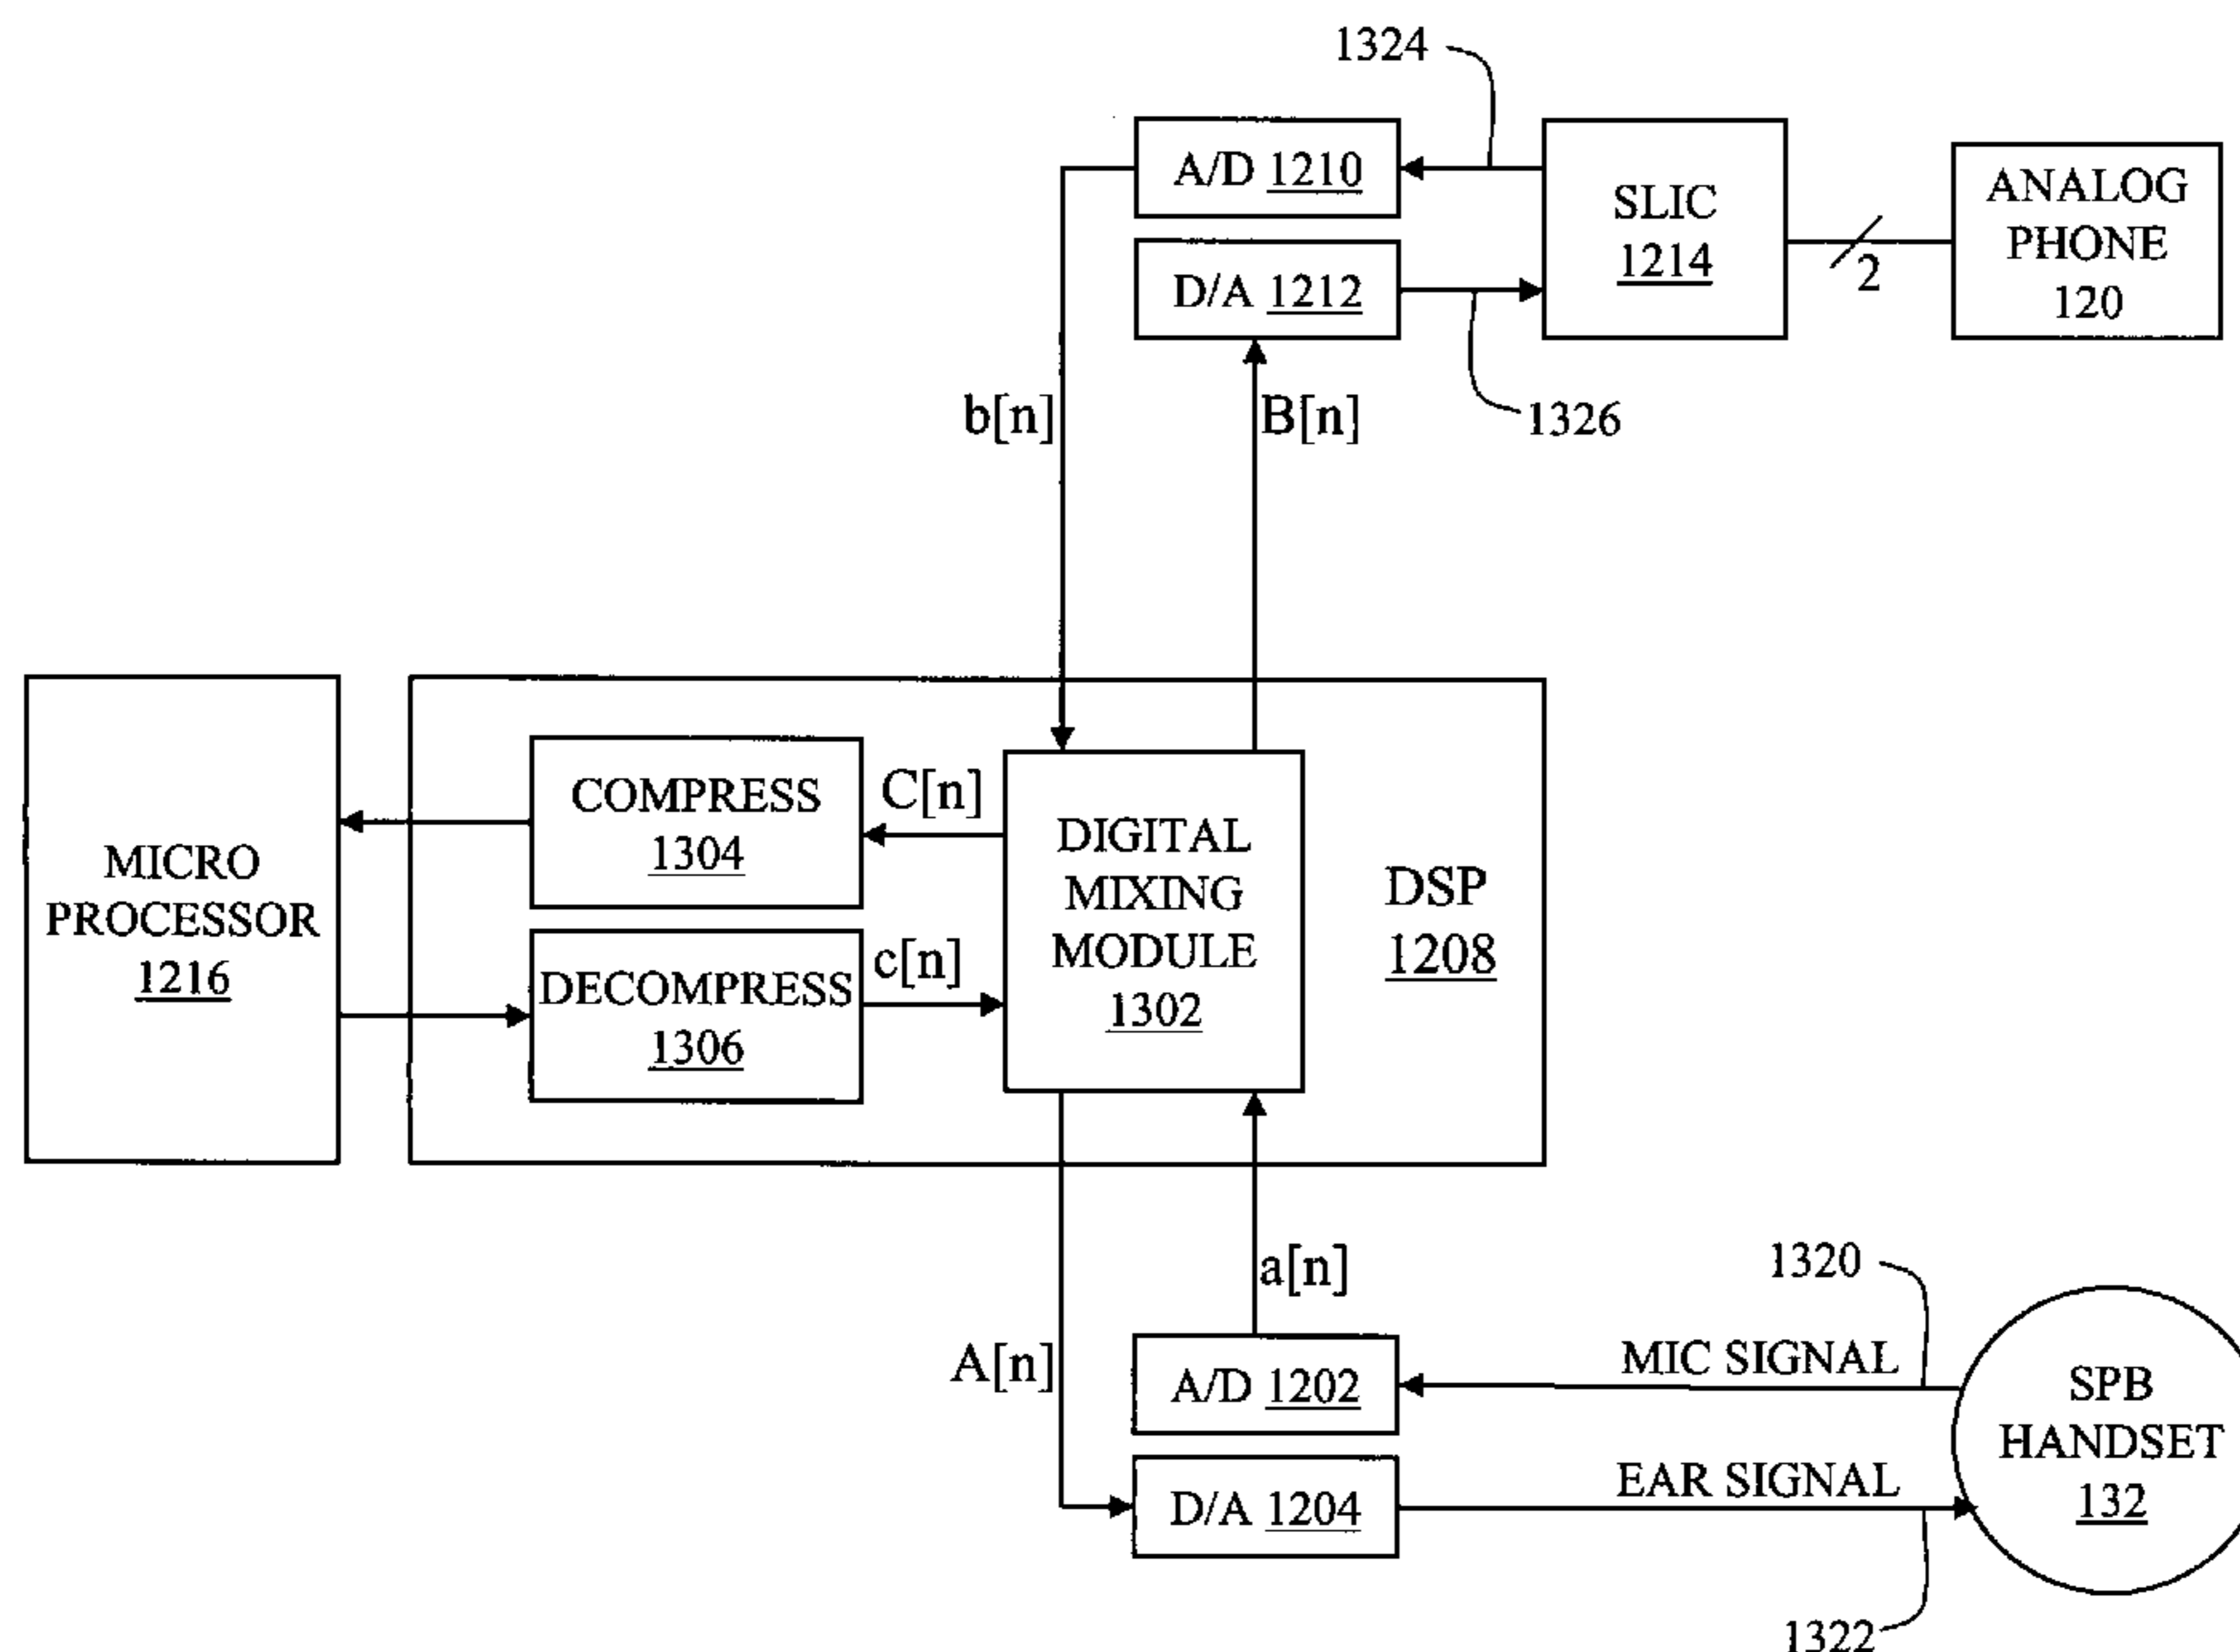 1324
A/D 1210
D/A 1212
SLIC
1214
2
ANALOG
PHONE
120
b[n]
B[n]
1326
MICRO
PROCESSOR
1216
COMPRESS
1304
C[n]
DECOMPRESS
1306
c[n]
DIGITAL
MIXING
MODULE
1302
DSP
1208
a[n]
A[n]
A/D 1202
D/A 1204
1320
MIC SIGNAL
EAR SIGNAL
SPB
HANDSET
132
1322